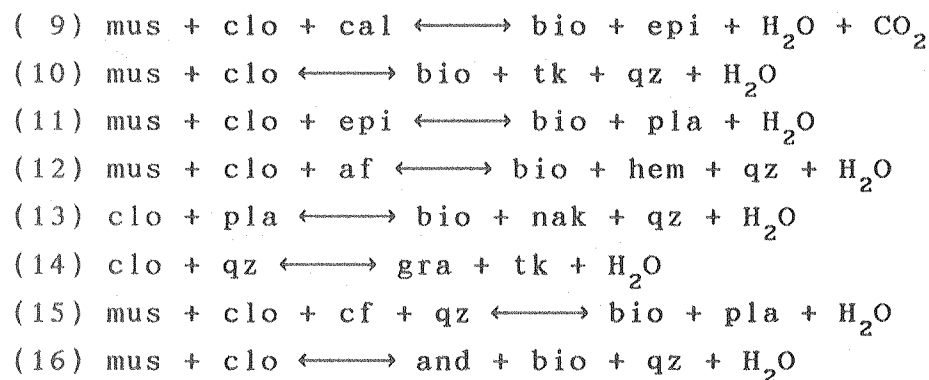 ( 9) mus + clo + cal ⟷ bio + epi + H₂O + CO₂
(10) mus + clo ⟷ bio + tk + qz + H₂O
(11) mus + clo + epi ⟷ bio + pla + H₂O
(12) mus + clo + af ⟷ bio + hem + qz + H₂O
(13) clo + pla ⟷ bio + nak + qz + H₂O
(14) clo + qz ⟷ gra + tk + H₂O
(15) mus + clo + cf + qz ⟷ bio + pla + H₂O
(16) mus + clo ⟷ and + bio + qz + H₂O